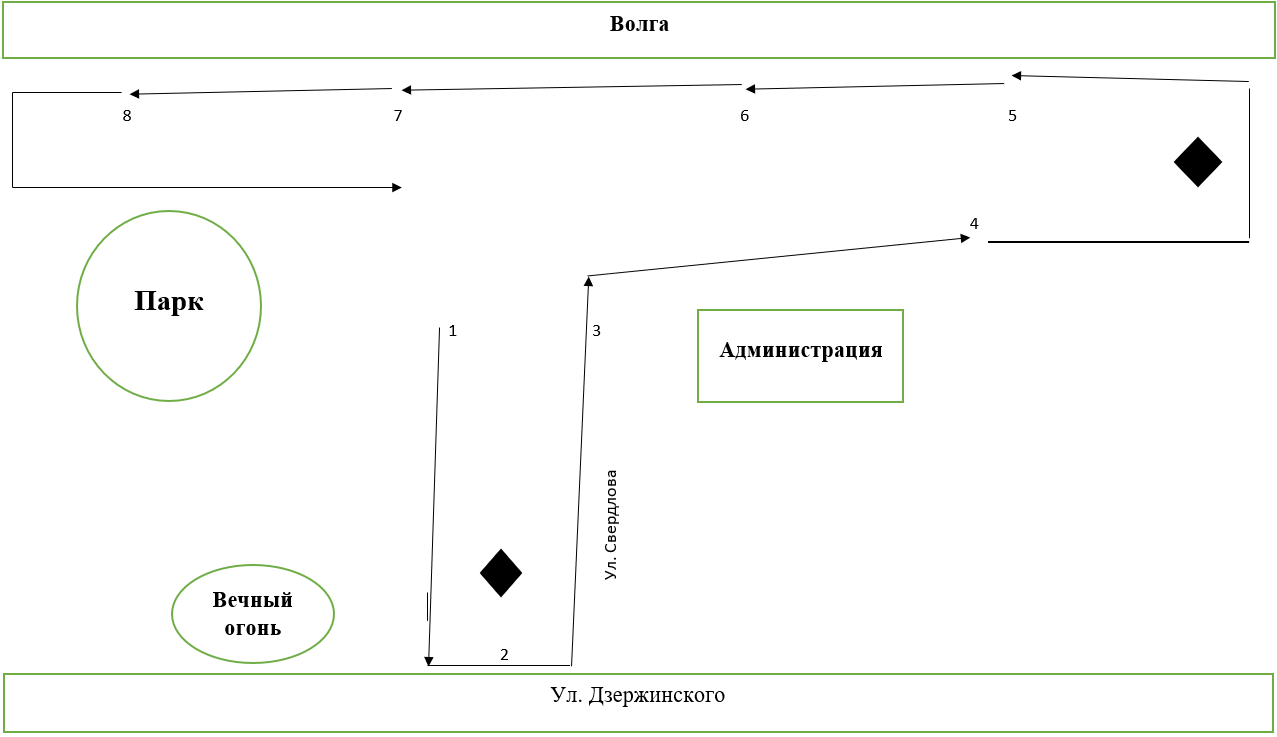 Волга
8
7
6
5
4
Парк
1
3
Администрация
Ул. Свердлова
Вечный
огонь
2
Ул. Дзержинского